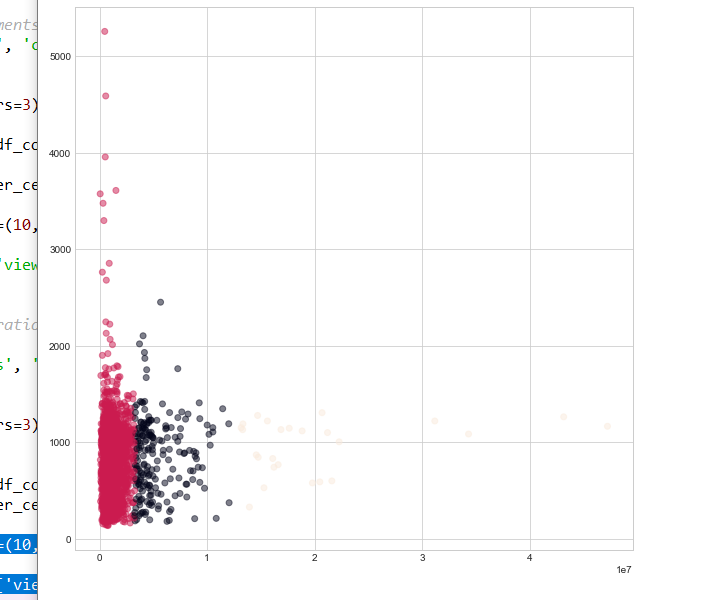 ments
', 'c
rs=3)
df_co
er_ce
=(10,
'view
ratio
s', '
rs=3)
df_co
er_ce
=(10,
['vie
5000
4000
3000
2000
1000
0
0 1 2 3 4
1e7